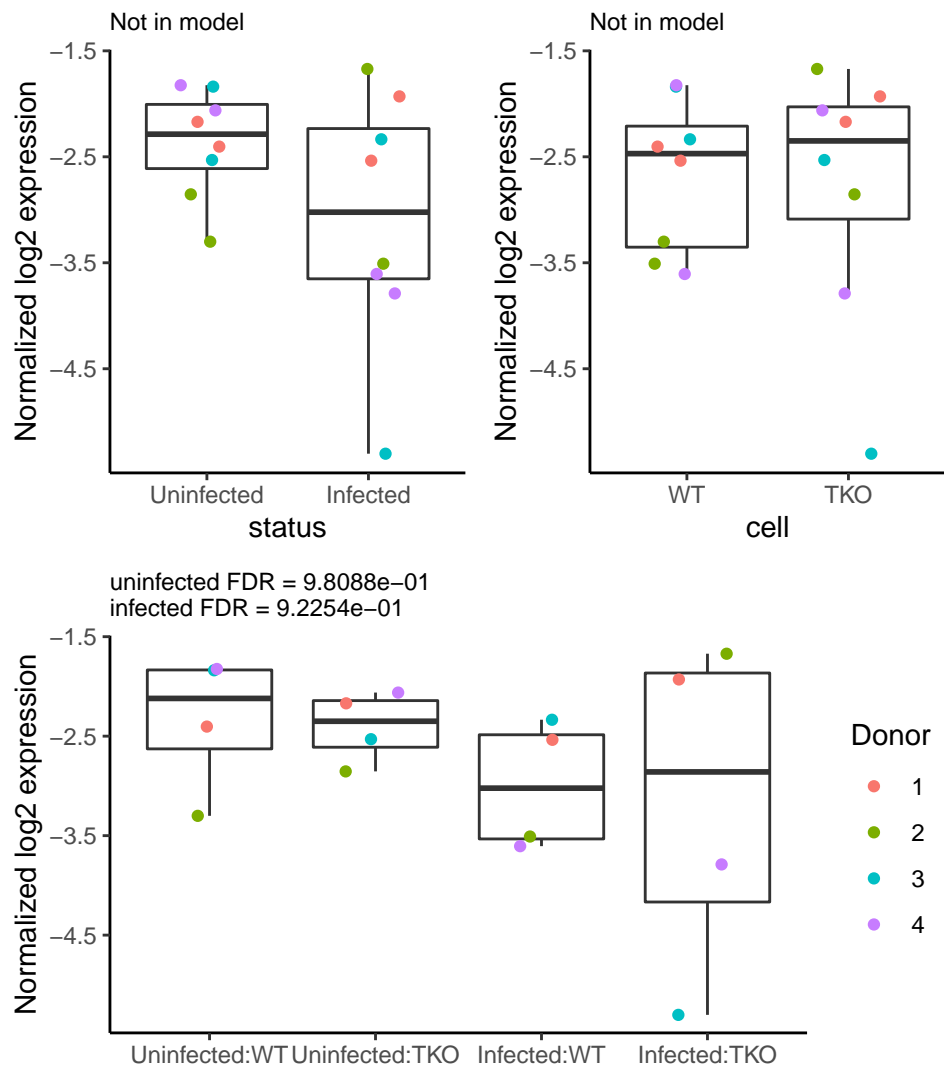 Not in model
Normalized log2 expression
−1.5
−2.5
−3.5
−4.5
Uninfected
Infected
status
Not in model
Normalized log2 expression
−1.5
−2.5
−3.5
−4.5
WT
TKO
cell
uninfected FDR = 9.8088e−01
infected FDR = 9.2254e−01
Normalized log2 expression
−1.5
−2.5
−3.5
−4.5
Uninfected:WT
Uninfected:TKO
Infected:WT
Infected:TKO
Donor
1
2
3
4